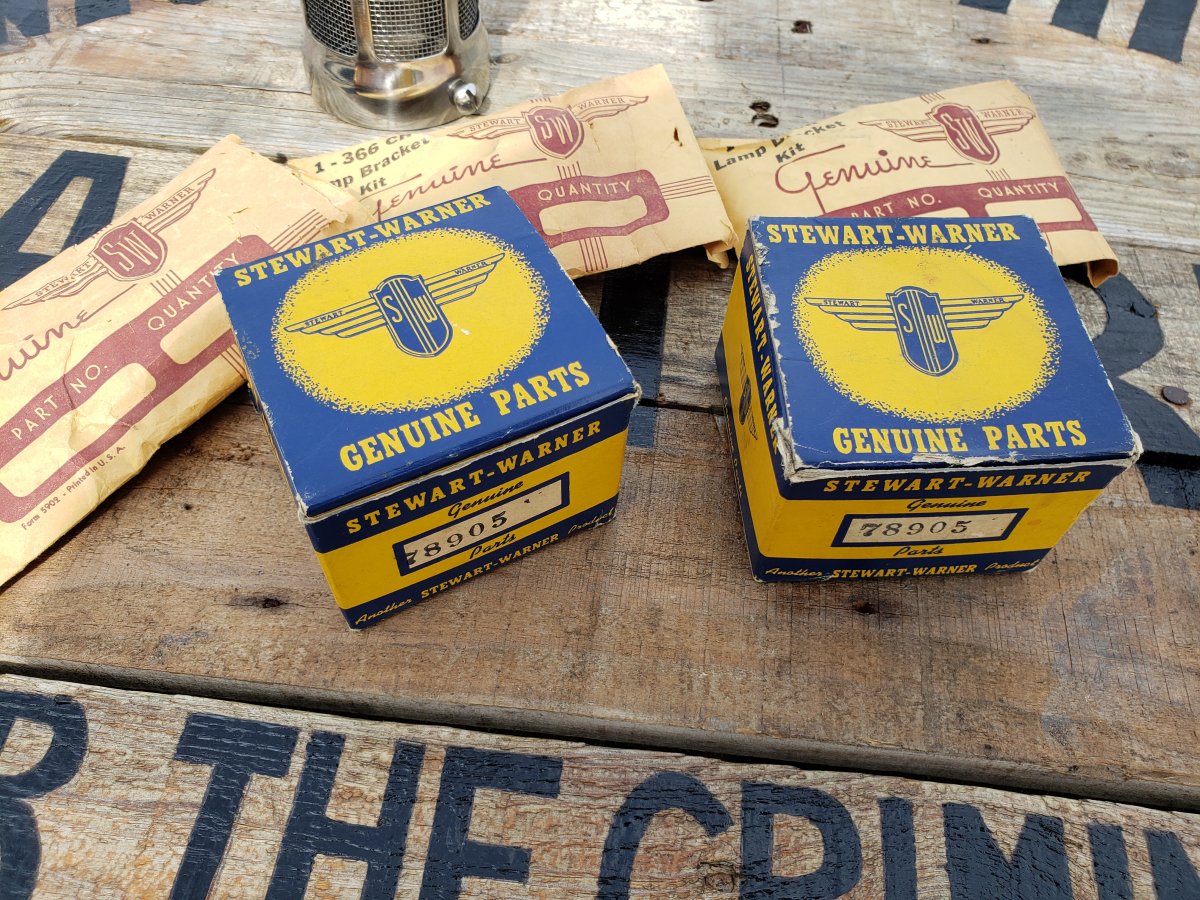 STEWART WARNER
SW
Genuine
PART NO. QUANTITY
Form 5902 - Printed in U.S.A.
1 - 366
Bracket
Kit
STEWART WARNER
SW
Genuine
QUANTITY
Lamp
Kit
STEWART WARNER
SW
Genuine
PART NO. QUANTITY
STEWART-WARNER
STEWART SW WARNER
GENUINE PARTS
STEWART-WARNER
Genuine
78905
Parts
Another STEWART-WARNER Product
STEWART-WARNER
STEWART SW WARNER
GENUINE PARTS
STEWART-WARNER
STEWART-WARNER
Genuine
78905
Parts
Another STEWART-WARNER Product
THE CRIMIN